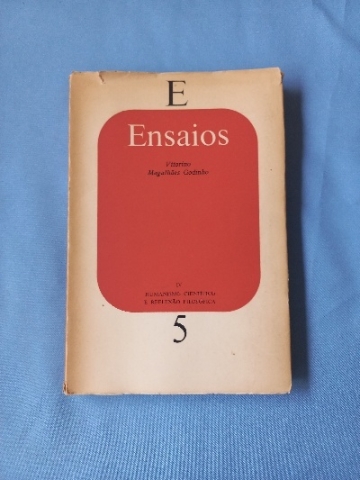 E
Ensaios
Vitorino
Magalhães Godinho
IV
HUMANISMO CIENTÍFICO
E REFLEXÃO FILOSÓFICA
5